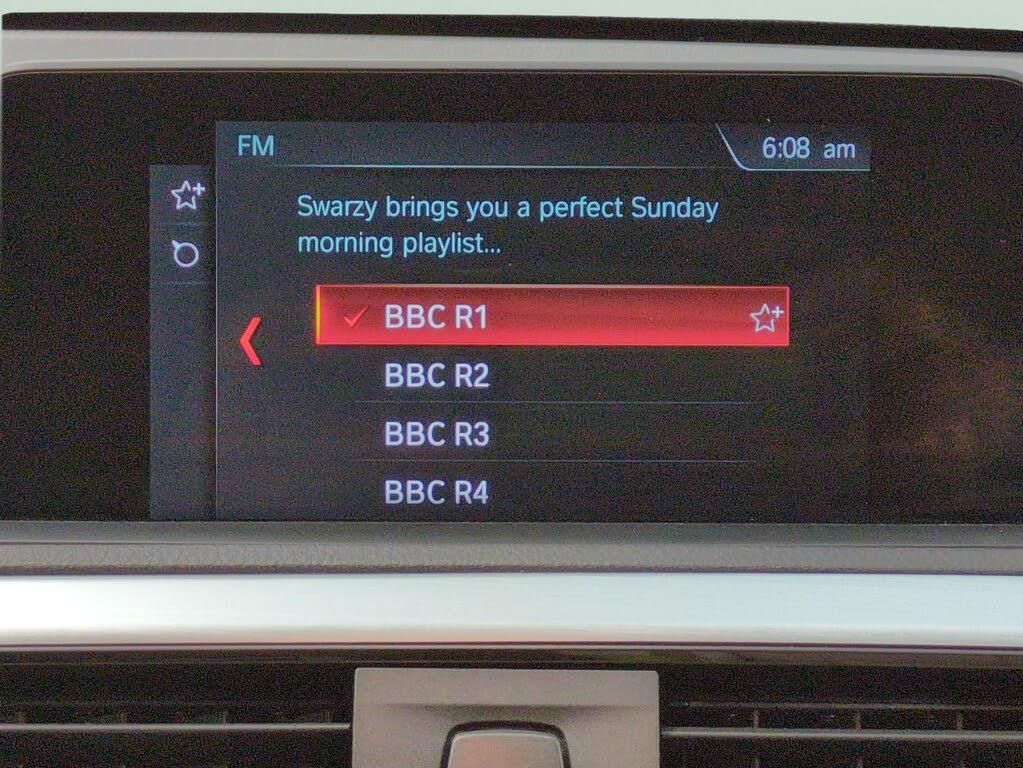 FM
6:08 am
Swarzy brings you a perfect Sunday
morning playlist...
BBC R1
BBC R2
BBC R3
BBC R4